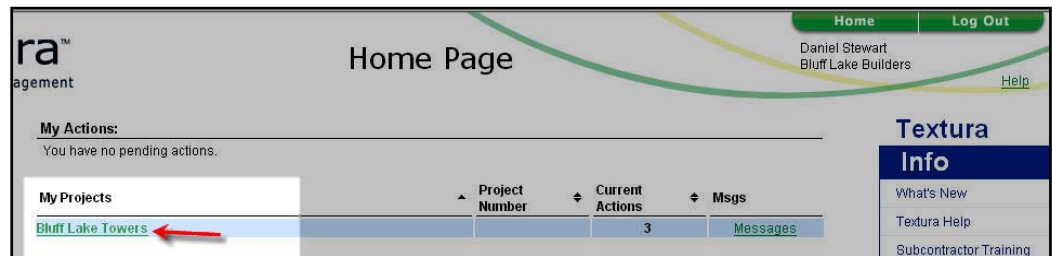 Home Log Out
ra™
agement
Home Page
Daniel Stewart
Bluff Lake Builders
Help
My Actions:
You have no pending actions.
My Projects Project Number Current Actions Msgs
Bluff Lake Towers 3 Messages
Textura
Info
What's New
Textura Help
Subcontractor Training